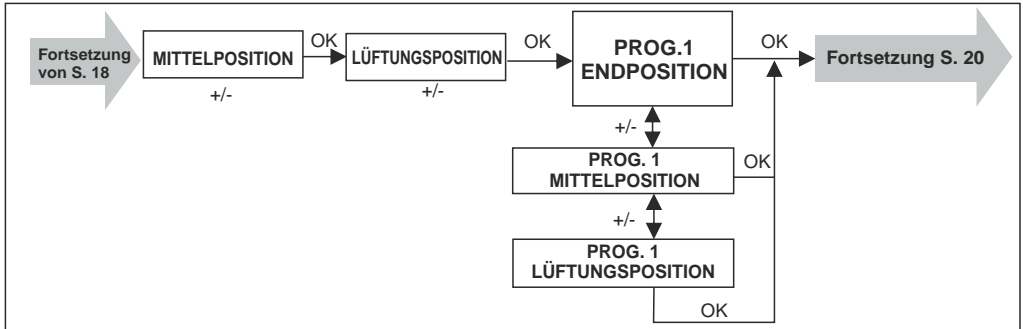 Fortsetzung
von S. 18
MITTELPOSITION
+/-
OK
LÜFTUNGSPOSITION
+/-
OK
PROG.1
ENDPOSITION
OK
Fortsetzung S. 20
+/-
PROG. 1
MITTELPOSITION
OK
+/-
PROG. 1
LÜFTUNGSPOSITION
OK